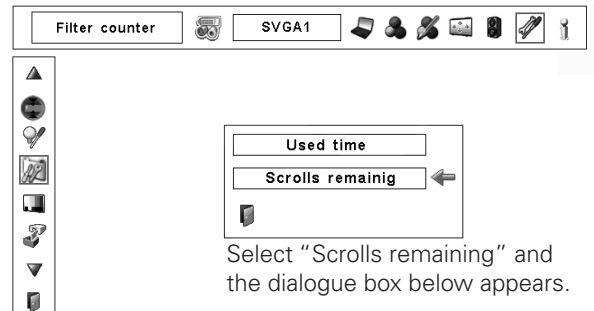 Filter counter
SVGA1
Used time
Scrolls remainig
Select “Scrolls remaining” and
the dialogue box below appears.